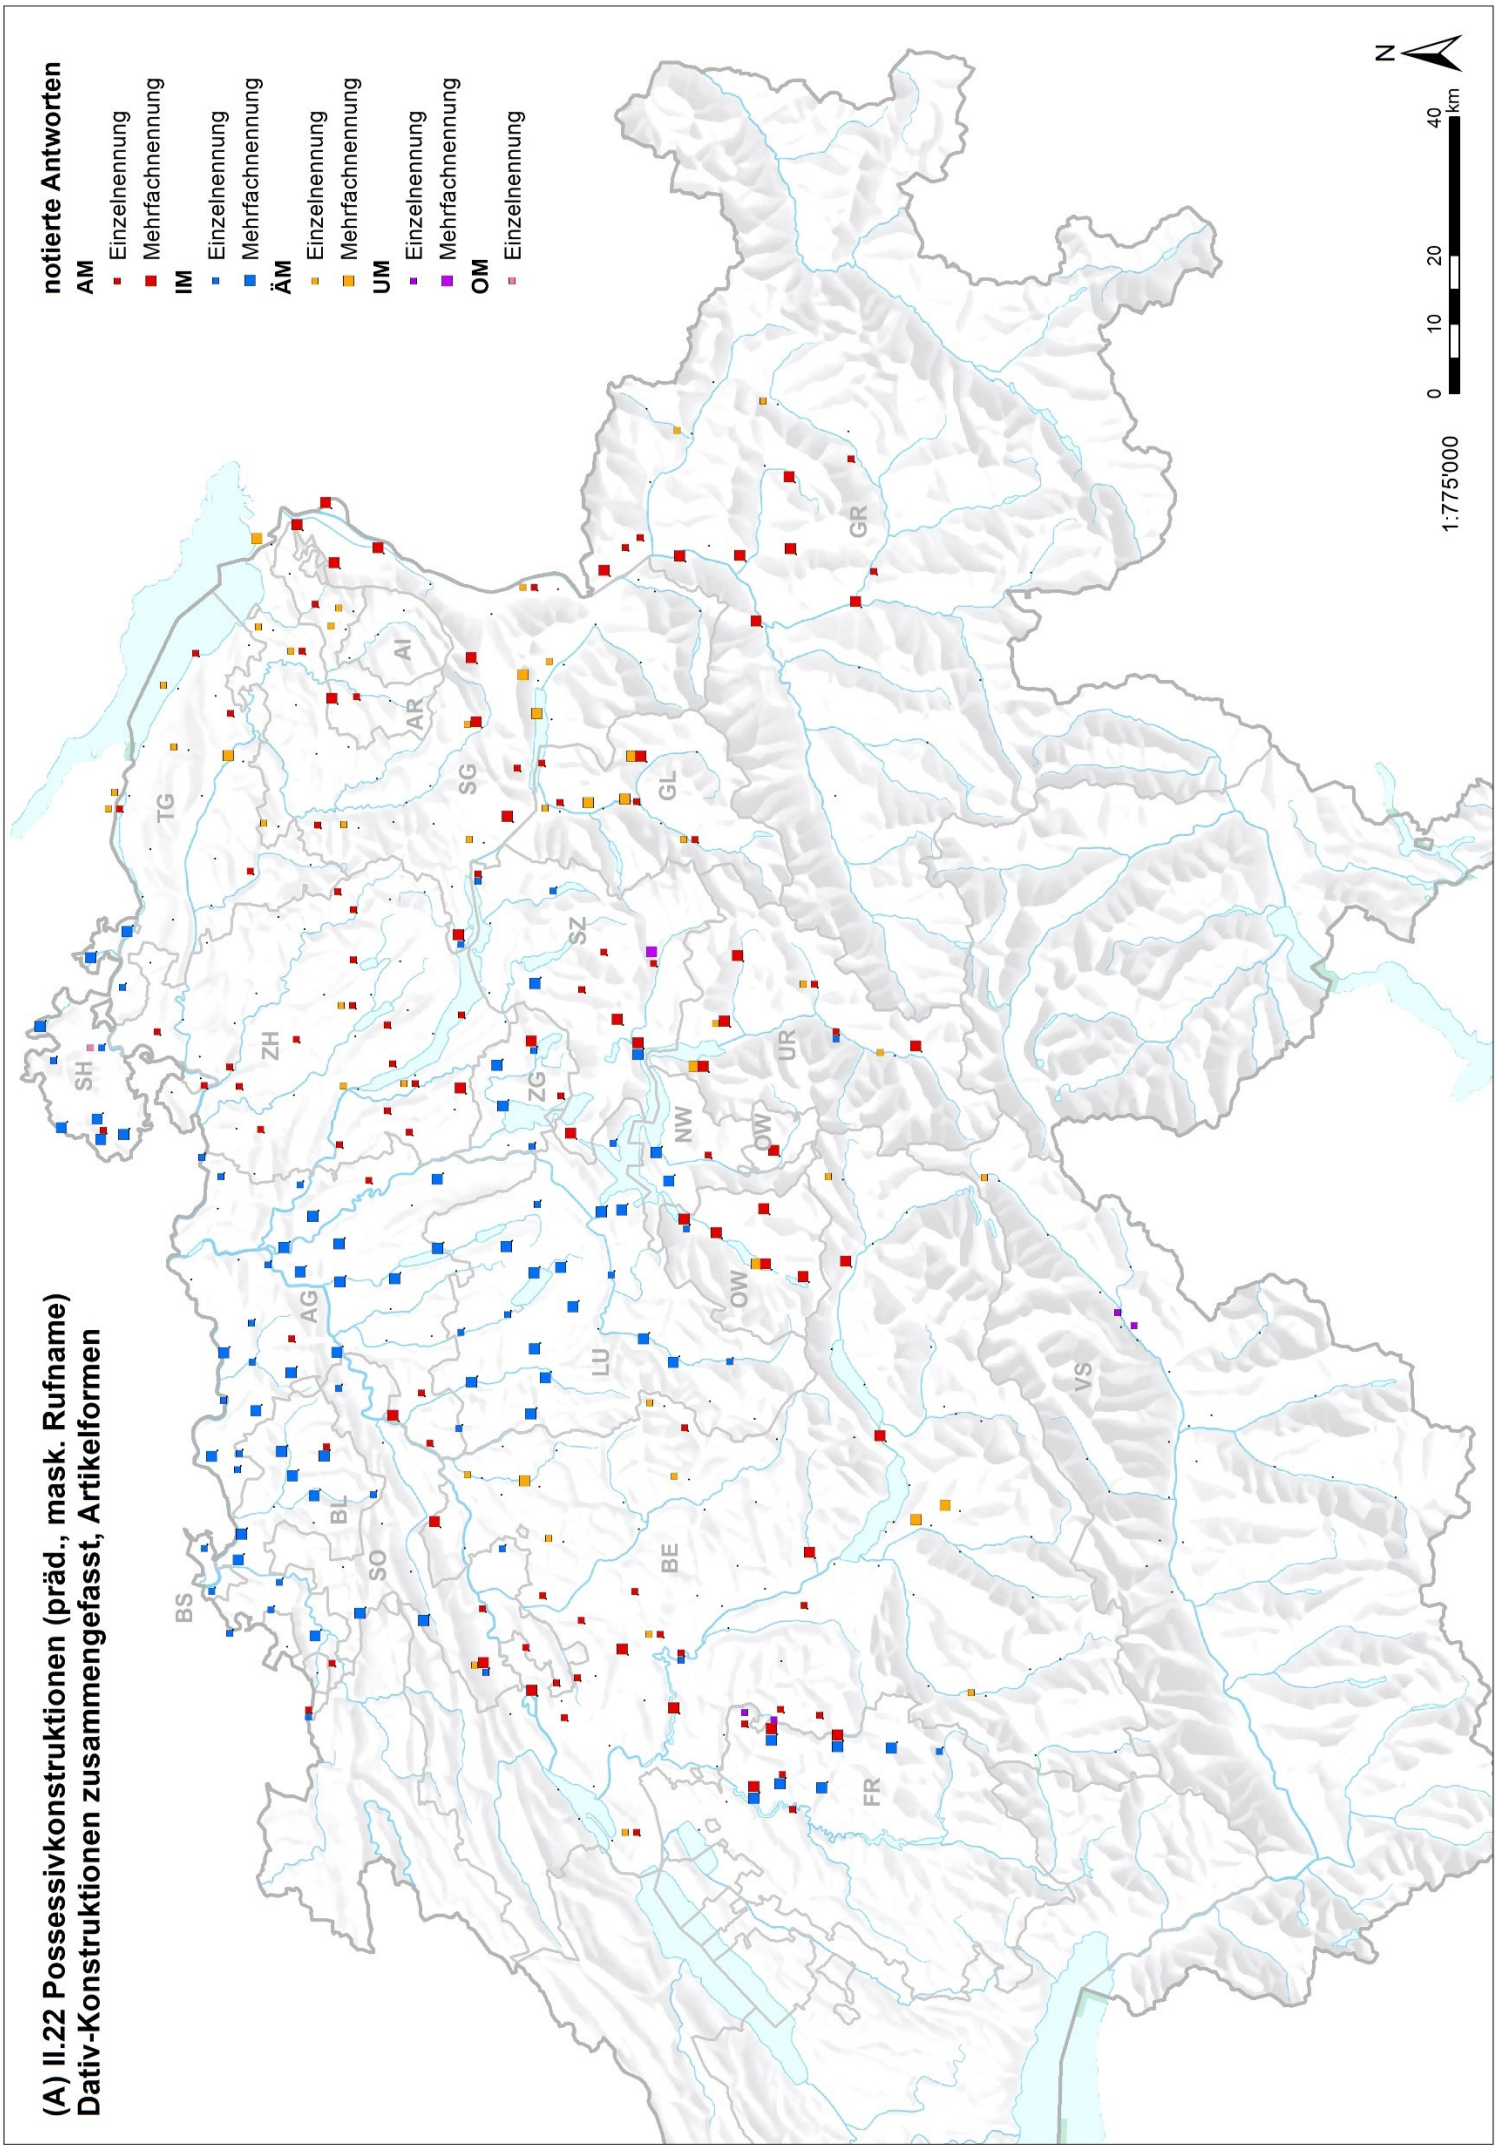 (A) II.22 Possessivkonstruktionen (präd., mask. Rufname)
Dativ-Konstruktionen zusammengefasst, Artikelformen
notierte Antworten
AM
Einzelnennung
Mehrfachnennung
IM
Einzelnennung
Mehrfachnennung
ÄM
Einzelnennung
Mehrfachnennung
UM
Einzelnennung
Mehrfachnennung
OM
Einzelnennung
SH
BS
TG
AG
ZH
BL
SO
AI
AR
SG
ZG
SZ
LU
GL
BE
NW
OW
OW
UR
GR
FR
VS
N
1:775'000
0 10 20 40
km